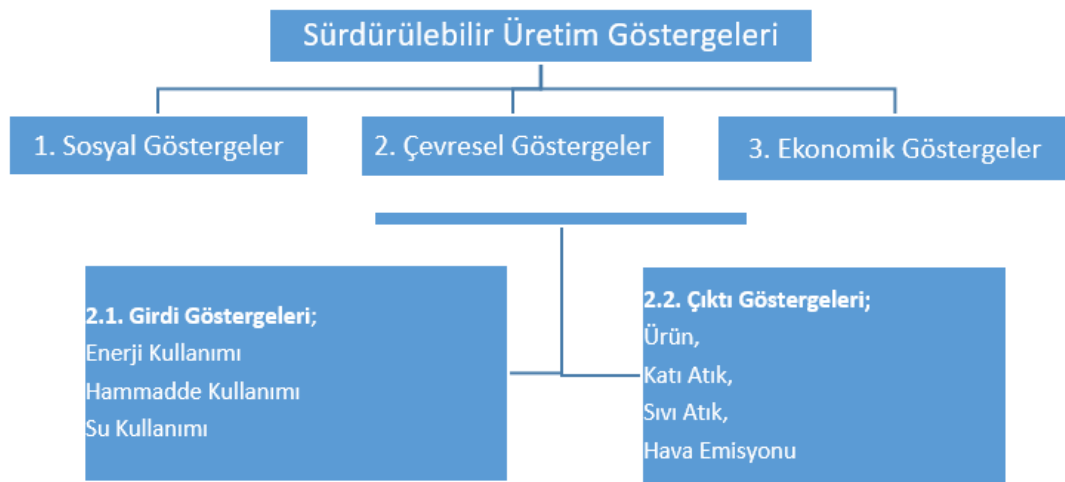 Sürdürülebilir Üretim Göstergeleri
1. Sosyal Göstergeler
2. Çevresel Göstergeler
3. Ekonomik Göstergeler
2.1. Girdi Göstergeleri;
Enerji Kullanımı
Hammadde Kullanımı
Su Kullanımı
2.2. Çıktı Göstergeleri;
Ürün,
Katı Atık,
Sıvı Atık,
Hava Emisyonu